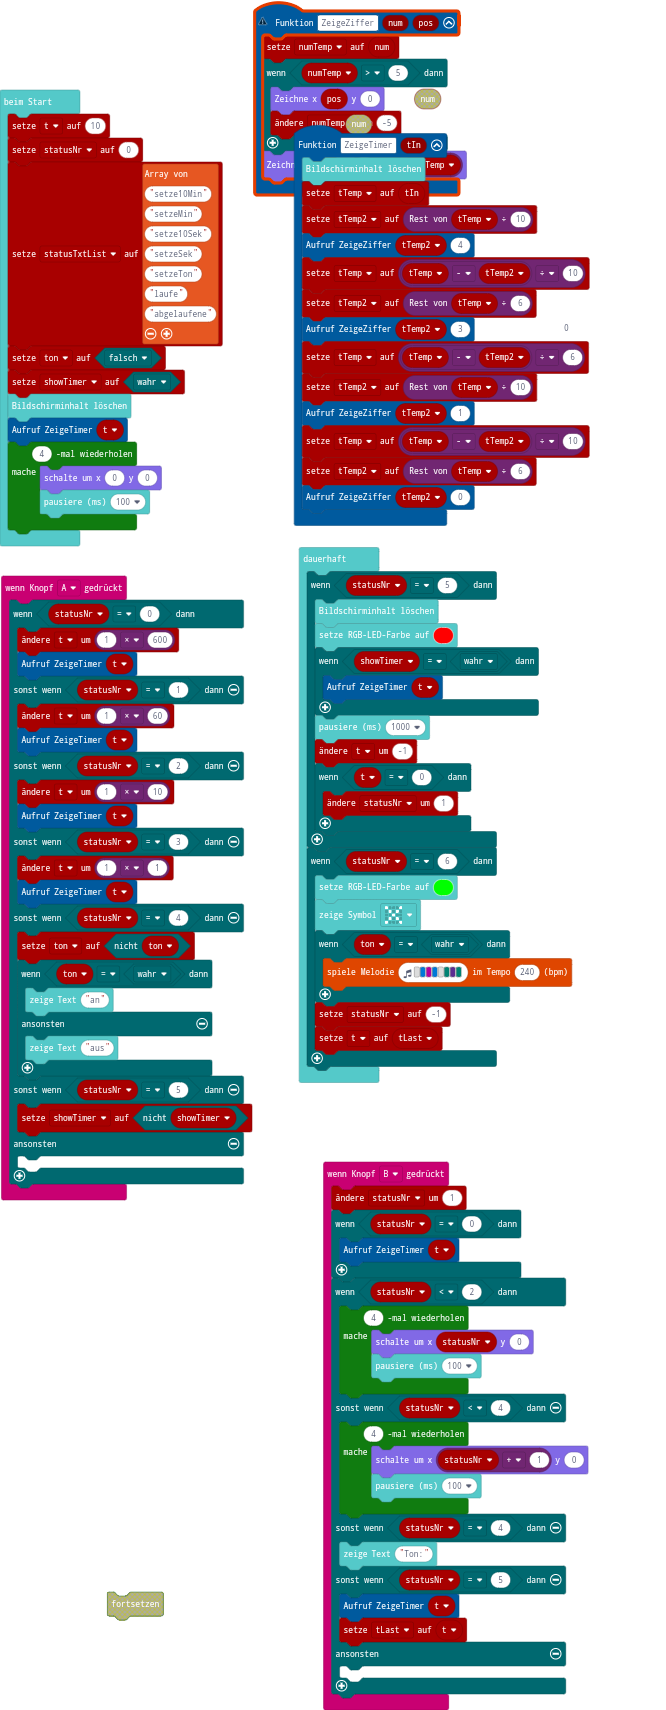 Funktion ZeigeZiffer num pos
setze numTemp auf num
wenn numTemp > 5 dann
Zeichne x pos y 0
num
ändere numTemp num -5
Zeichn Temp
beim Start
setze t auf 10
setze statusNr auf 0
setze statusTxtList auf
Array von
"setze10Min"
"setzeMin"
"setze10Sek"
"setzeSek"
"setzeTon"
"laufe"
"abgelaufene"
setze ton auf falsch
setze showTimer auf wahr
Bildschirminhalt löschen
Aufruf ZeigeTimer t
4 -mal wiederholen
mache
schalte um x 0 y 0
pausiere (ms) 100
Funktion ZeigeTimer tIn
Bildschirminhalt löschen
setze tTemp auf tIn
setze tTemp2 auf Rest von tTemp ÷ 10
Aufruf ZeigeZiffer tTemp2 4
setze tTemp auf tTemp - tTemp2 ÷ 10
setze tTemp2 auf Rest von tTemp ÷ 6
Aufruf ZeigeZiffer tTemp2 3
0
setze tTemp auf tTemp - tTemp2 ÷ 6
setze tTemp2 auf Rest von tTemp ÷ 10
Aufruf ZeigeZiffer tTemp2 1
setze tTemp auf tTemp - tTemp2 ÷ 10
setze tTemp2 auf Rest von tTemp ÷ 6
Aufruf ZeigeZiffer tTemp2 0
wenn Knopf A gedrückt
wenn statusNr = 0 dann
ändere t um 1 × 600
Aufruf ZeigeTimer t
sonst wenn statusNr = 1 dann
ändere t um 1 × 60
Aufruf ZeigeTimer t
sonst wenn statusNr = 2 dann
ändere t um 1 × 10
Aufruf ZeigeTimer t
sonst wenn statusNr = 3 dann
ändere t um 1 × 1
Aufruf ZeigeTimer t
sonst wenn statusNr = 4 dann
setze ton auf nicht ton
wenn ton = wahr dann
zeige Text "an"
ansonsten
zeige Text "aus"
sonst wenn statusNr = 5 dann
setze showTimer auf nicht showTimer
ansonsten
dauerhaft
wenn statusNr = 5 dann
Bildschirminhalt löschen
setze RGB-LED-Farbe auf
wenn showTimer = wahr dann
Aufruf ZeigeTimer t
pausiere (ms) 1000
ändere t um -1
wenn t = 0 dann
ändere statusNr um 1
wenn statusNr = 6 dann
setze RGB-LED-Farbe auf
zeige Symbol
wenn ton = wahr dann
spiele Melodie im Tempo 240 (bpm)
setze statusNr auf -1
setze t auf tLast
wenn Knopf B gedrückt
ändere statusNr um 1
wenn statusNr = 0 dann
Aufruf ZeigeTimer t
wenn statusNr < 2 dann
4 -mal wiederholen
mache
schalte um x statusNr y 0
pausiere (ms) 100
sonst wenn statusNr < 4 dann
4 -mal wiederholen
mache
schalte um x statusNr + 1 y 0
pausiere (ms) 100
sonst wenn statusNr = 4 dann
zeige Text "Ton:"
sonst wenn statusNr = 5 dann
Aufruf ZeigeTimer t
setze tLast auf t
ansonsten
fortsetzen